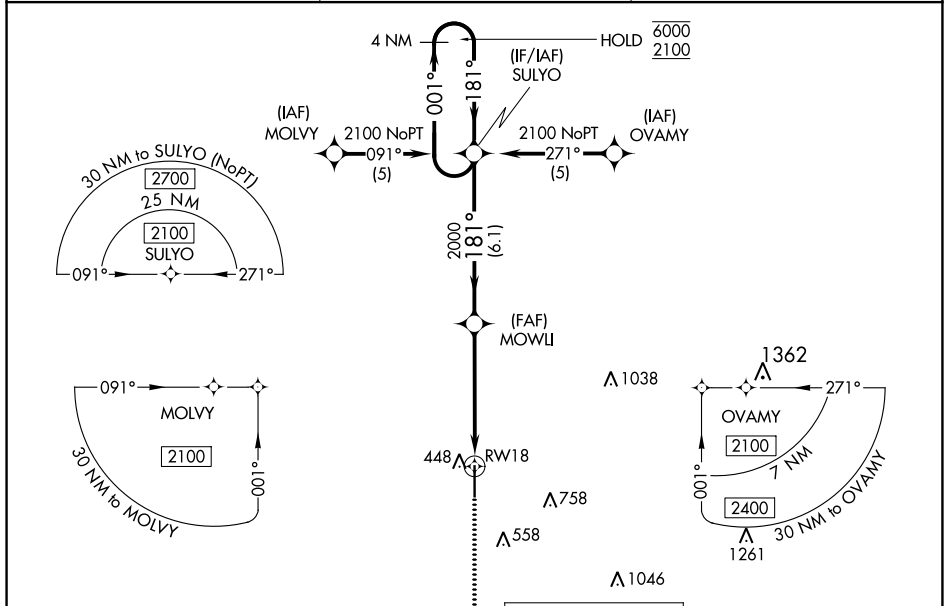 4 NM
HOLD
6000
2100
(IF/IAF)
SULYO
001°
181°
(IAF)
MOLVY
2100 NoPT
091°
(5)
2100 NoPT
271°
(5)
(IAF)
OVAMY
30 NM to SULYO (NoPT)
2700
25 NM
2100
SULYO
091°
271°
2000
181°
(6.1)
(FAF)
MOWLI
1038
1362
091°
MOLVY
2100
001°
30 NM to MOLVY
271°
OVAMY
2100
7 NM
001°
2400
30 NM to OVAMY
1261
448
RW18
758
558
1046